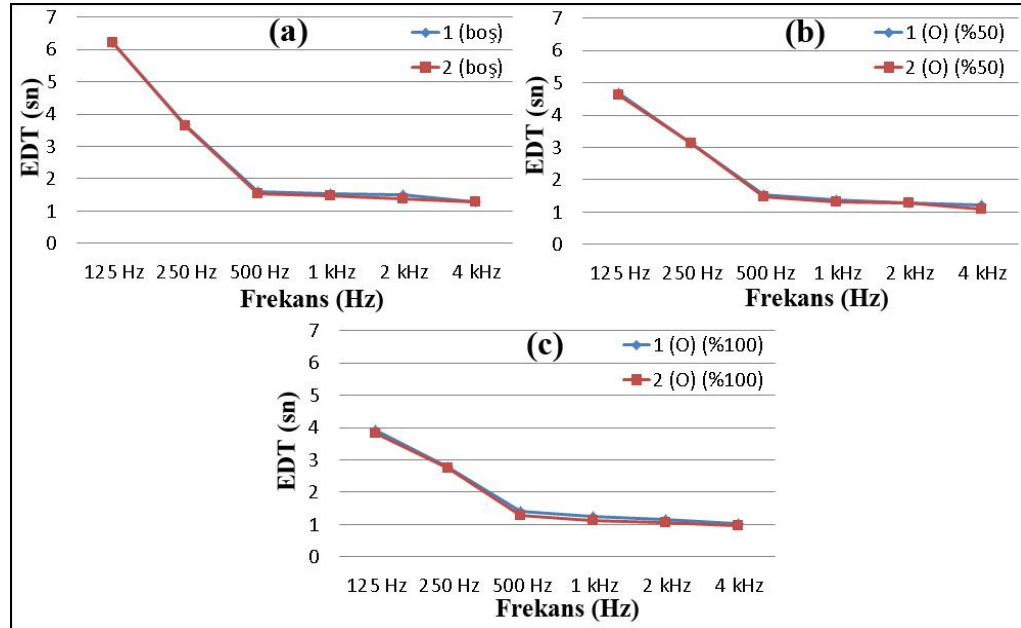 (a)
1 (boş)
2 (boş)
EDT (sn)
7
6
5
4
3
2
1
0
125 Hz 250 Hz 500 Hz 1 kHz 2 kHz 4 kHz
Frekans (Hz)
(b)
1 (O) (%50)
2 (O) (%50)
EDT (sn)
7
6
5
4
3
2
1
0
125 Hz 250 Hz 500 Hz 1 kHz 2 kHz 4 kHz
Frekans (Hz)
(c)
1 (O) (%100)
2 (O) (%100)
EDT (sn)
7
6
5
4
3
2
1
0
125 Hz 250 Hz 500 Hz 1 kHz 2 kHz 4 kHz
Frekans (Hz)